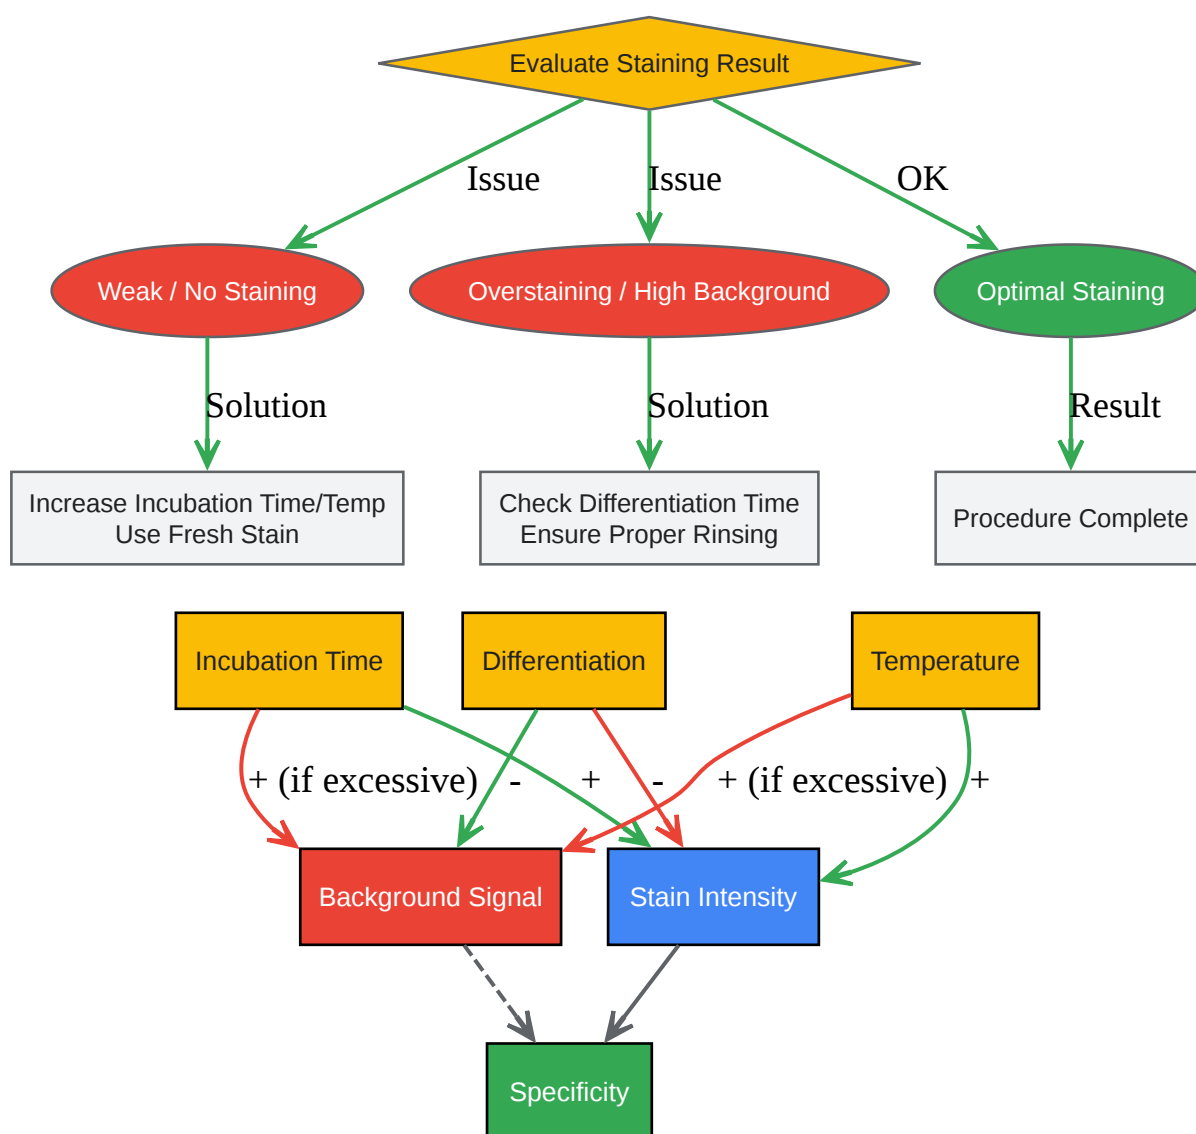 Evaluate Staining Result
Issue
Issue
OK
Weak / No Staining
Overstaining / High Background
Optimal Staining
Solution
Solution
Result
Increase Incubation Time/Temp
Use Fresh Stain
Check Differentiation Time
Ensure Proper Rinsing
Procedure Complete
Incubation Time
Differentiation
Temperature
+ (if excessive)
-
+
-
+ (if excessive)
+
Background Signal
Stain Intensity
Specificity